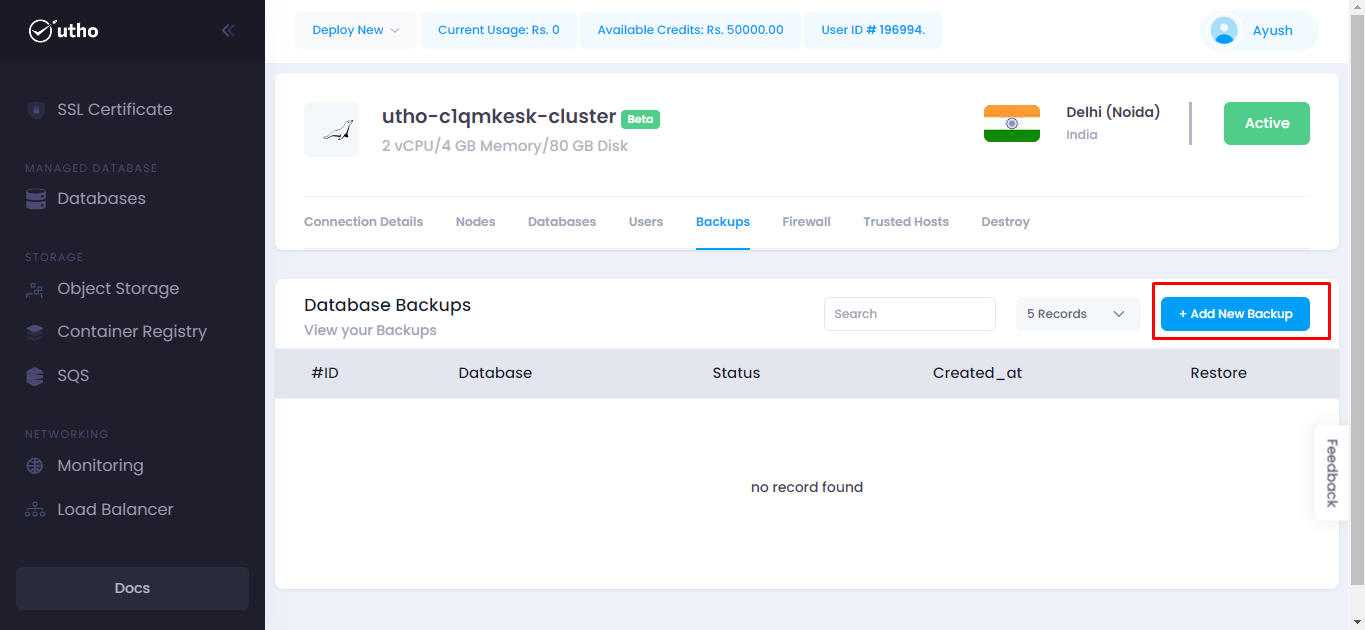 utho
Deploy New
Current Usage: Rs. 0
Available Credits: Rs. 50000.00
User ID # 196994.
Ayush
SSL Certificate
MANAGED DATABASE
Databases
STORAGE
Object Storage
Container Registry
SQS
NETWORKING
Monitoring
Load Balancer
Docs
utho-c1qmkesk-cluster Beta
2 vCPU/4 GB Memory/80 GB Disk
Delhi (Noida)
India
Active
Connection Details Nodes Databases Users Backups Firewall Trusted Hosts Destroy
Database Backups
View your Backups
Search
5 Records
+ Add New Backup
#ID Database Status Created_at Restore
no record found
Feedback